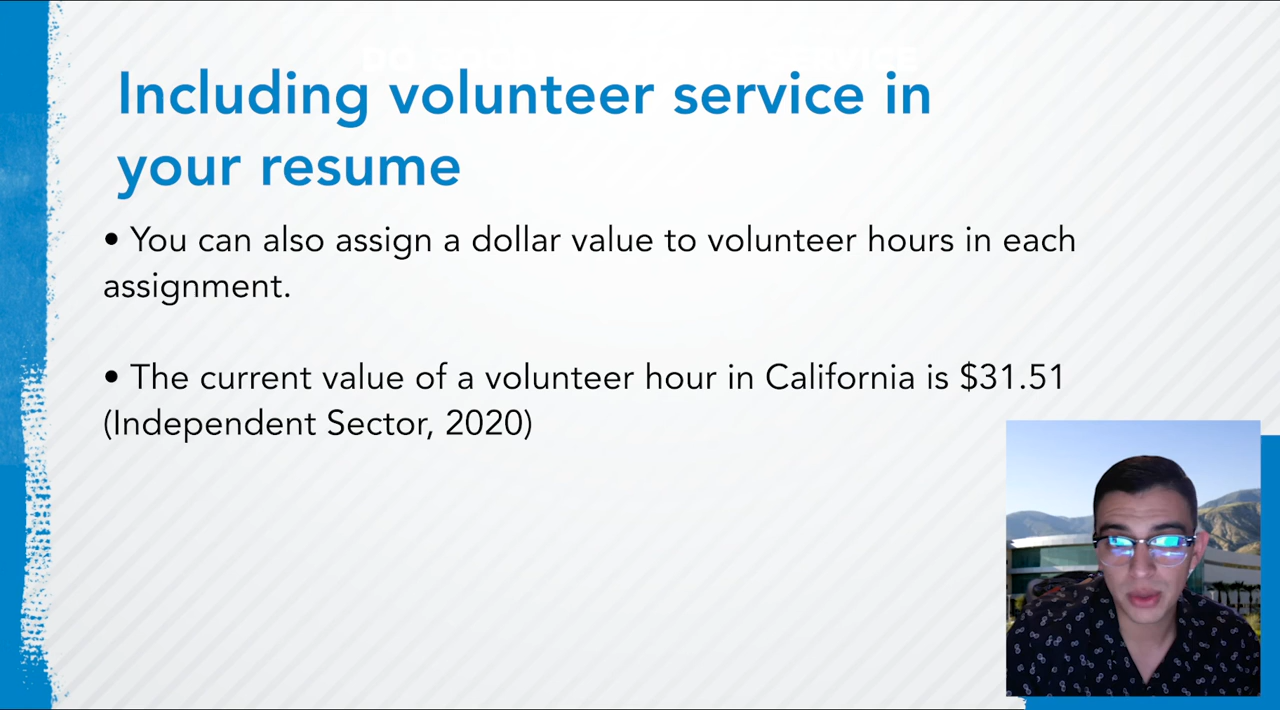 Including volunteer service in
your resume
• You can also assign a dollar value to volunteer hours in each
assignment.
• The current value of a volunteer hour in California is $31.51
(Independent Sector, 2020)